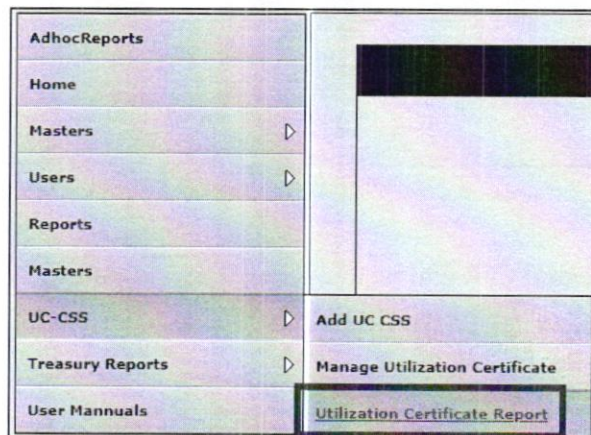 AdhocReports
Home
Masters
Users
Reports
Masters
UC-CSS
Add UC CSS
Treasury Reports
Manage Utilization Certificate
User Mannuals
Utilization Certificate Report